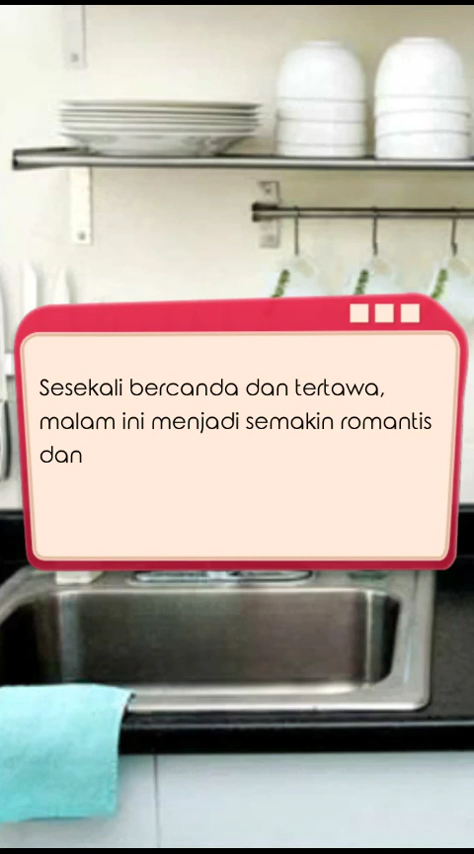 Sesekali bercanda dan tertawa,
malam ini menjadi semakin romantis
dan